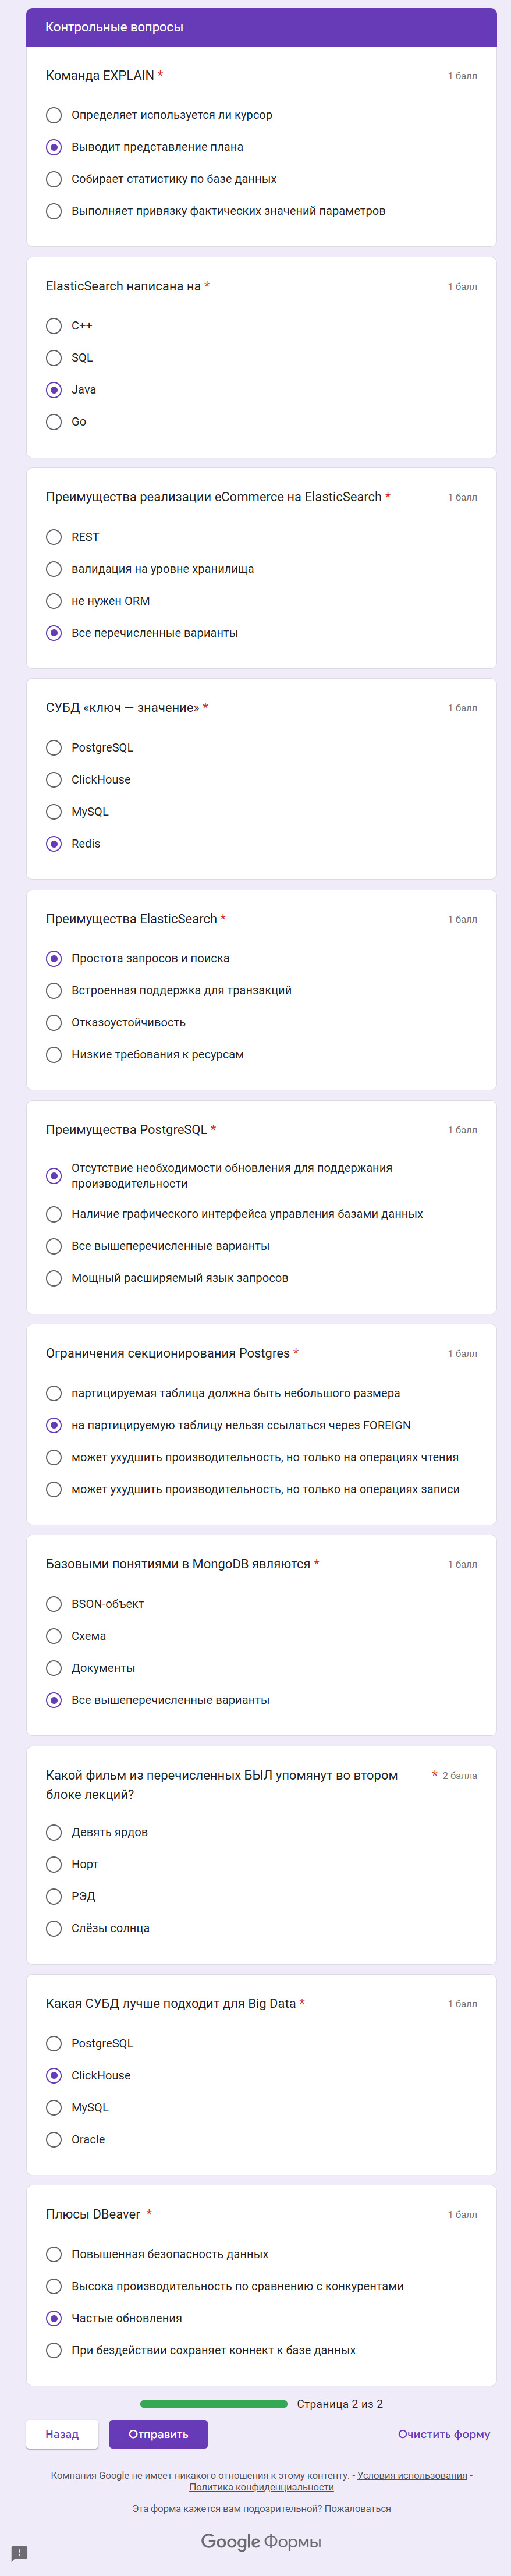 Контрольные вопросы
Команда EXPLAIN *
1 балл
Определяет используется ли курсор
Выводит представление плана
Собирает статистику по базе данных
Выполняет привязку фактических значений параметров
ElasticSearch написана на *
1 балл
C++
SQL
Java
Go
Преимущества реализации eCommerce на ElasticSearch *
1 балл
REST
валидация на уровне хранилища
не нужен ORM
Все перечисленные варианты
СУБД «ключ — значение» *
1 балл
PostgreSQL
ClickHouse
MySQL
Redis
Преимущества ElasticSearch *
1 балл
Простота запросов и поиска
Встроенная поддержка для транзакций
Отказоустойчивость
Низкие требования к ресурсам
Преимущества PostgreSQL *
1 балл
Отсутствие необходимости обновления для поддержания
производительности
Наличие графического интерфейса управления базами данных
Все вышеперечисленные варианты
Мощный расширяемый язык запросов
Ограничения секционирования Postgres *
1 балл
партицируемая таблица должна быть небольшого размера
на партицируемую таблицу нельзя ссылаться через FOREIGN
может ухудшить производительность, но только на операциях чтения
может ухудшить производительность, но только на операциях записи
Базовыми понятиями в MongoDB являются *
1 балл
BSON-объект
Схема
Документы
Все вышеперечисленные варианты
Какой фильм из перечисленных БЫЛ упомянут во втором
блоке лекций?
* 2 балла
Девять ярдов
Норт
РЭД
Слёзы солнца
Какая СУБД лучше подходит для Big Data *
1 балл
PostgreSQL
ClickHouse
MySQL
Oracle
Плюсы DBeaver *
1 балл
Повышенная безопасность данных
Высока производительность по сравнению с конкурентами
Частые обновления
При бездействии сохраняет коннект к базе данных
Страница 2 из 2
Назад
Отправить
Очистить форму
Компания Google не имеет никакого отношения к этому контенту. - Условия использования -
Политика конфиденциальности
Эта форма кажется вам подозрительной? Пожаловаться
Google Формы